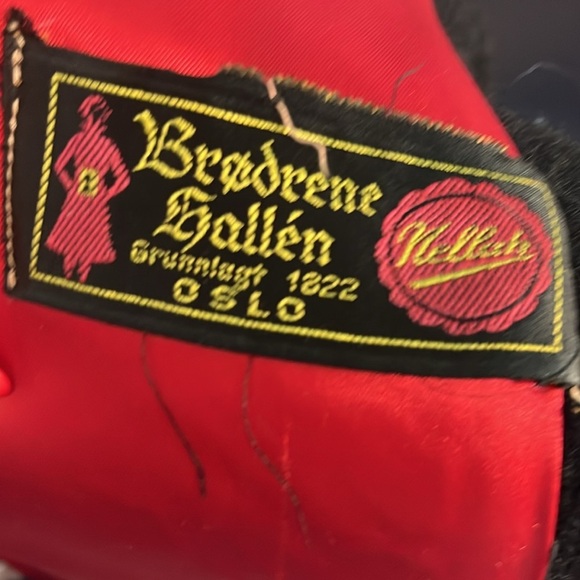 B
Brødrene
Hallén
Grunnlagt 1822
OSLO